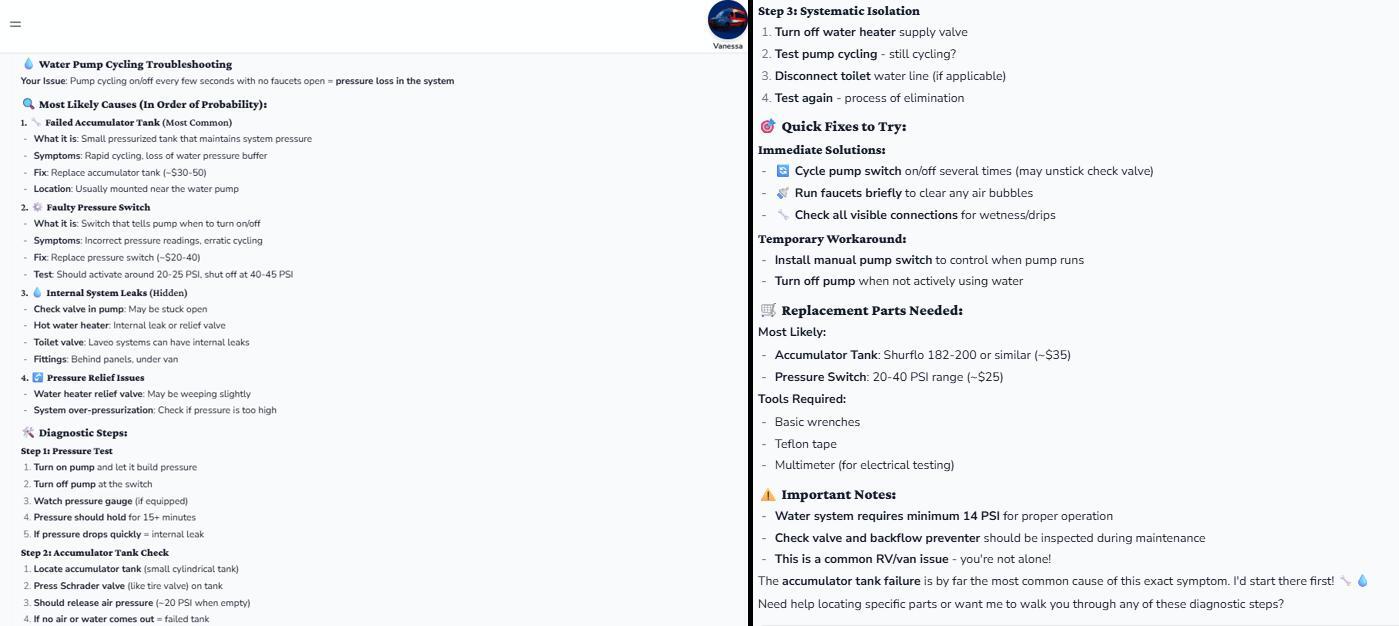 Vanessa
Water Pump Cycling Troubleshooting
Your Issue: Pump cycling on/off every few seconds with no faucets open = pressure loss in the system
Most Likely Causes (In Order of Probability):
1. Failed Accumulator Tank (Most Common)
- What it is: Small pressurized tank that maintains system pressure
- Symptoms: Rapid cycling, loss of water pressure buffer
- Fix: Replace accumulator tank (~$30-50)
- Location: Usually mounted near the water pump
2. Faulty Pressure Switch
- What it is: Switch that tells pump when to turn on/off
- Symptoms: Incorrect pressure readings, erratic cycling
- Fix: Replace pressure switch (~$20-40)
- Test: Should activate around 20-25 PSI, shut off at 40-45 PSI
3. Internal System Leaks (Hidden)
- Check valve in pump: May be stuck open
- Hot water heater: Internal leak or relief valve
- Toilet valve: Laveo systems can have internal leaks
- Fittings: Behind panels, under van
4. Pressure Relief Issues
- Water heater relief valve: May be weeping slightly
- System over-pressurization: Check if pressure is too high
Diagnostic Steps:
Step 1: Pressure Test
1. Turn on pump and let it build pressure
2. Turn off pump at the switch
3. Watch pressure gauge (if equipped)
4. Pressure should hold for 15+ minutes
5. If pressure drops quickly = internal leak
Step 2: Accumulator Tank Check
1. Locate accumulator tank (small cylindrical tank)
2. Press Schrader valve (like tire valve) on tank
3. Should release air pressure (~20 PSI when empty)
4. If no air or water comes out = failed tank
Step 3: Systematic Isolation
1. Turn off water heater supply valve
2. Test pump cycling - still cycling?
3. Disconnect toilet water line (if applicable)
4. Test again - process of elimination
Quick Fixes to Try:
Immediate Solutions:
- Cycle pump switch on/off several times (may unstick check valve)
- Run faucets briefly to clear any air bubbles
- Check all visible connections for wetness/drips
Temporary Workaround:
- Install manual pump switch to control when pump runs
- Turn off pump when not actively using water
Replacement Parts Needed:
Most Likely:
- Accumulator Tank: Shurflo 182-200 or similar (~$35)
- Pressure Switch: 20-40 PSI range (~$25)
Tools Required:
- Basic wrenches
- Teflon tape
- Multimeter (for electrical testing)
Important Notes:
- Water system requires minimum 14 PSI for proper operation
- Check valve and backflow preventer should be inspected during maintenance
- This is a common RV/van issue - you're not alone!
The accumulator tank failure is by far the most common cause of this exact symptom. I'd start there first!
Need help locating specific parts or want me to walk you through any of these diagnostic steps?